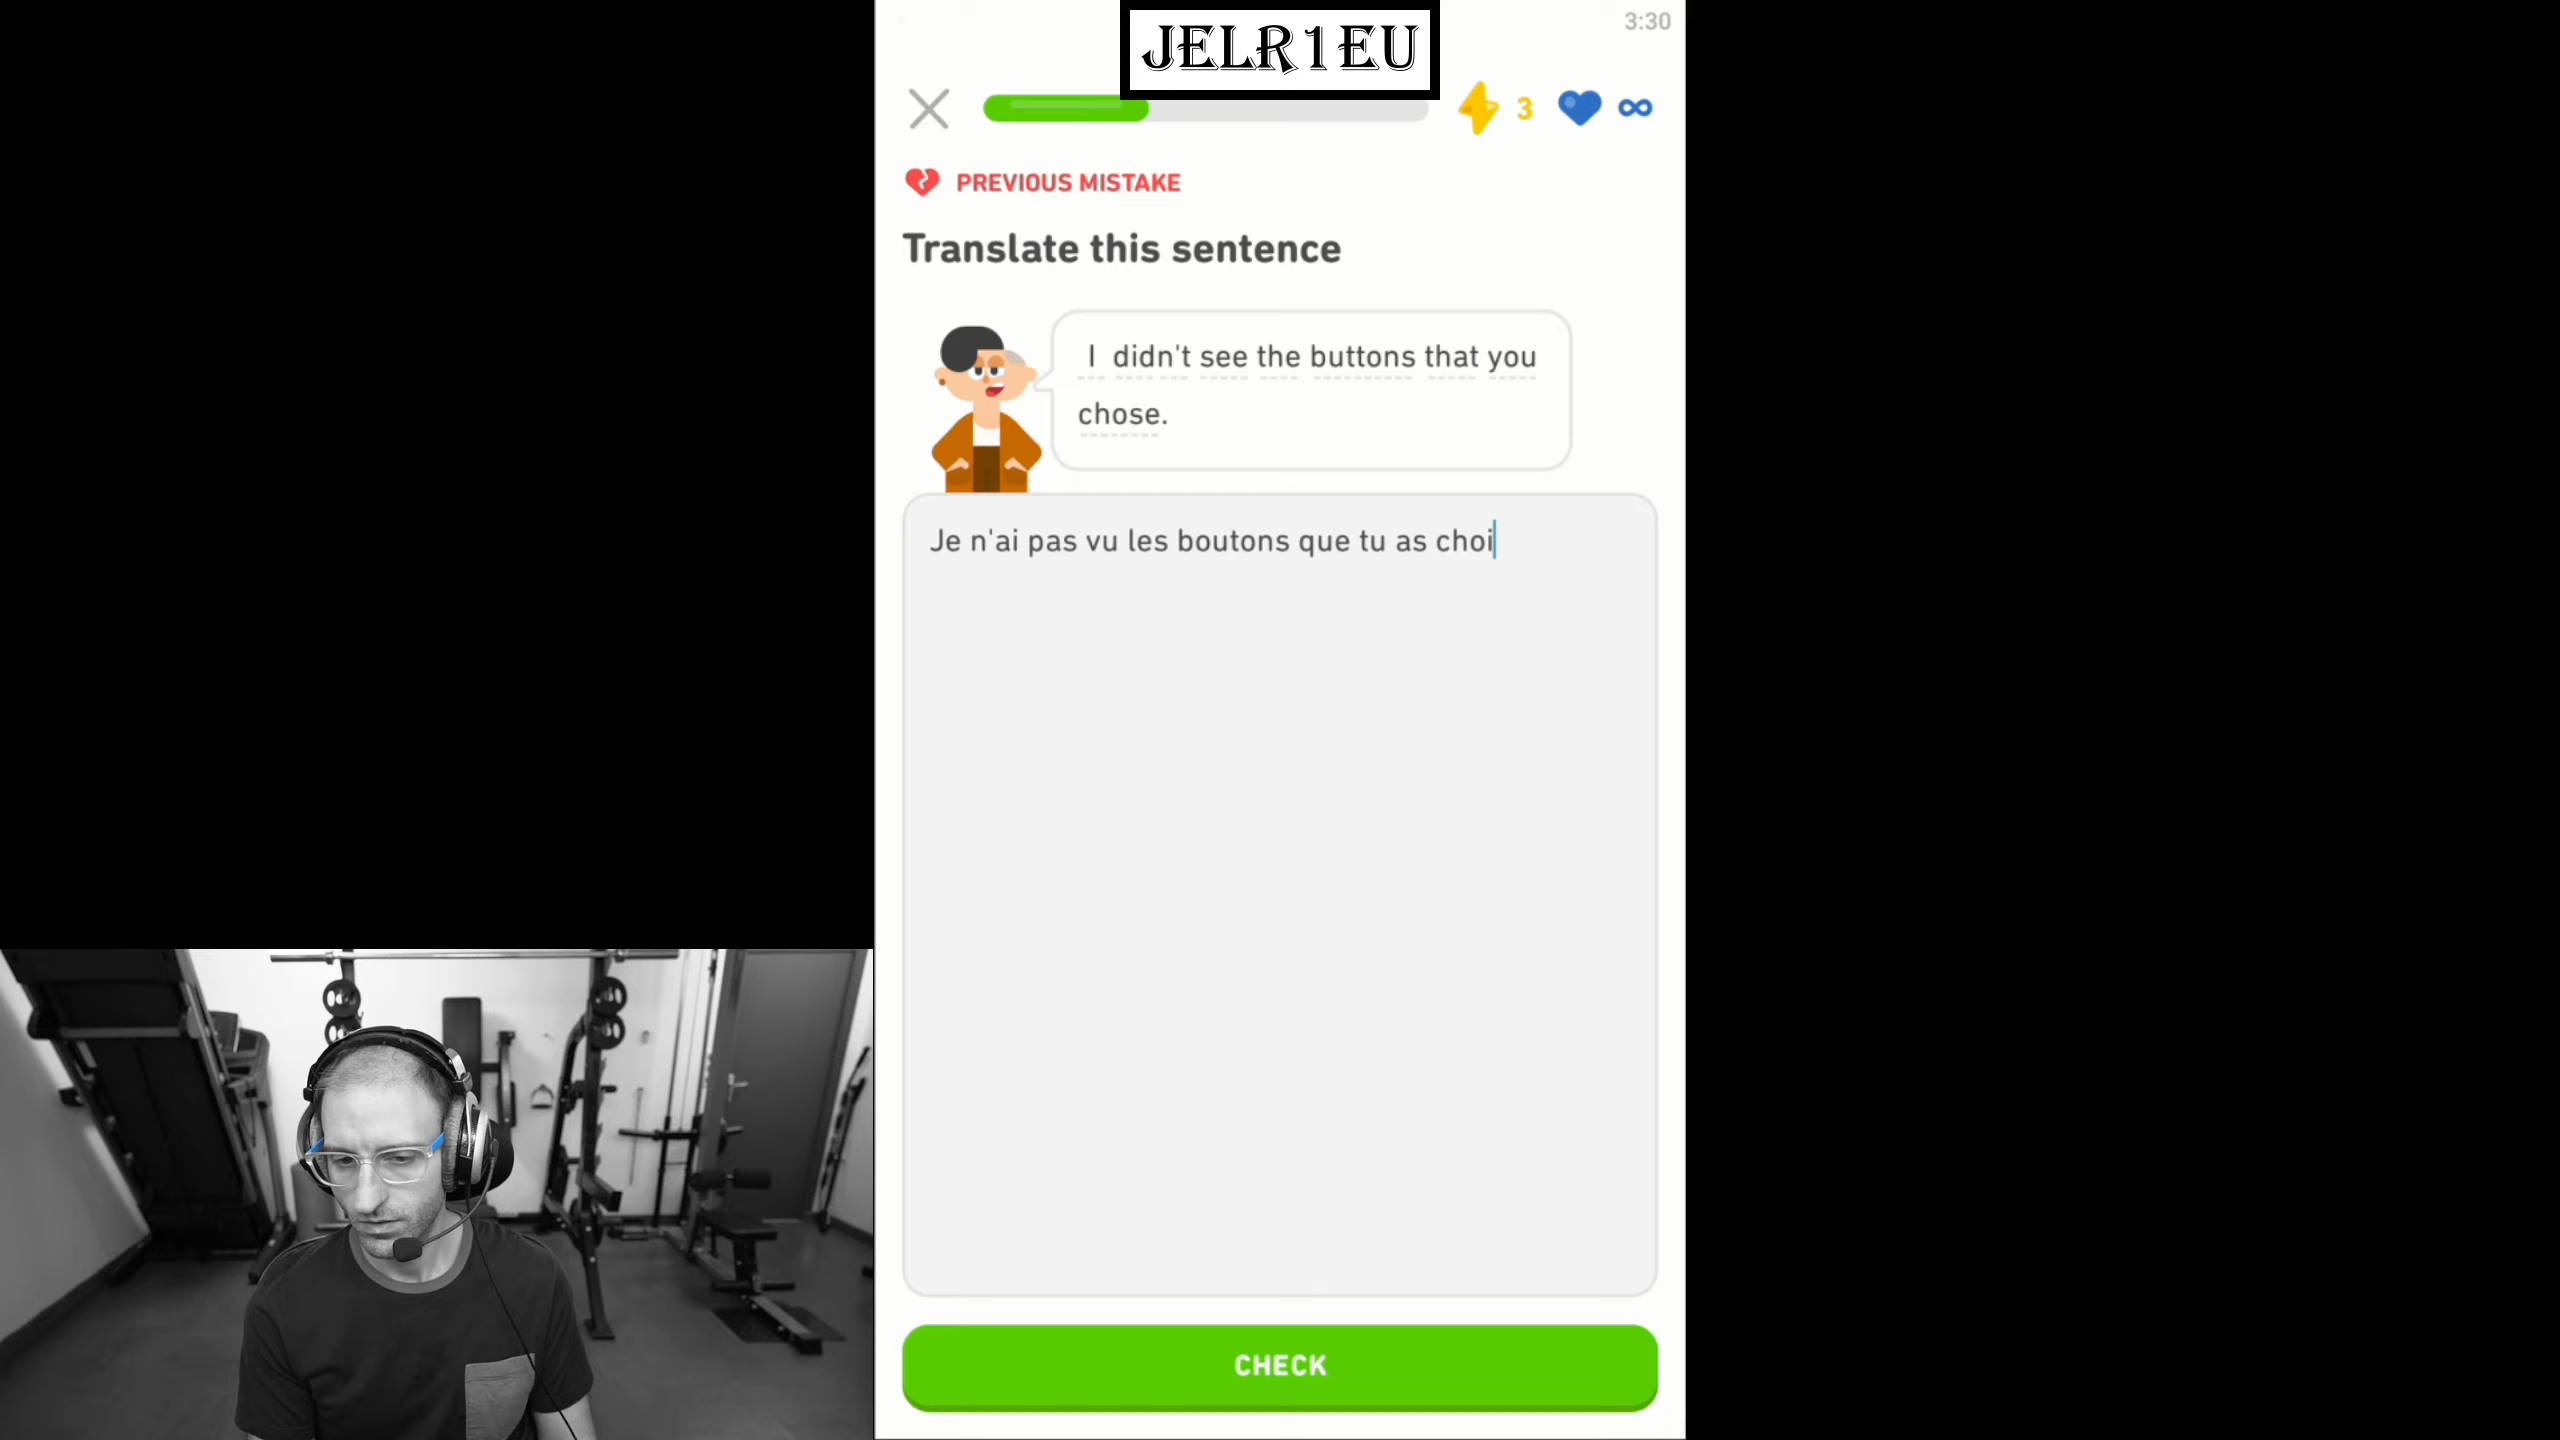 JELR1EU
3:30
3
∞
PREVIOUS MISTAKE
Translate this sentence
I didn't see the buttons that you
chose.
Je n'ai pas vu les boutons que tu as choi
CHECK